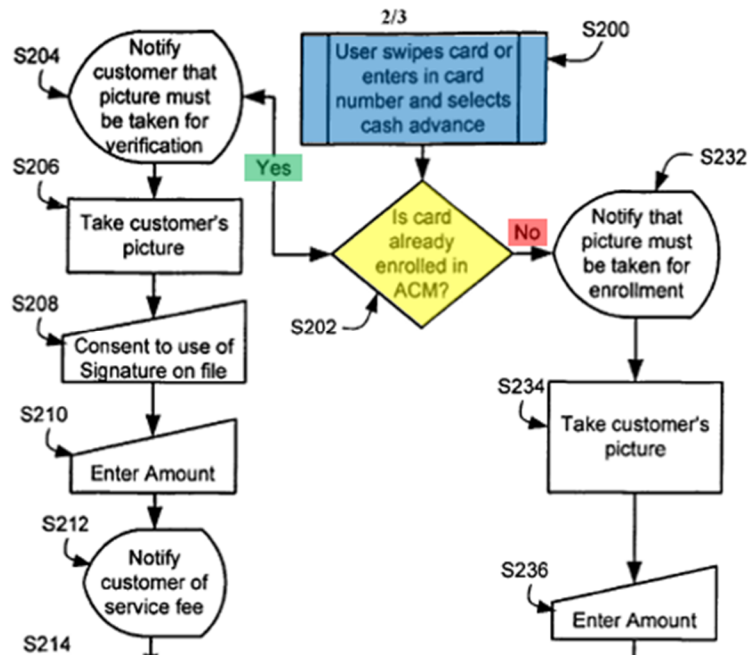 2/3
S200
User swipes card or
enters in card
number and selects
cash advance
S204
Notify
customer that
picture must
be taken for
verification
Yes
S206
Take customer's
picture
S208
Consent to use of
Signature on file
S210
Enter Amount
S212
Notify
customer of
service fee
S214
Is card
already
enrolled in
ACM?
S202
No
S232
Notify that
picture must
be taken for
enrollment
S234
Take customer's
picture
S236
Enter Amount